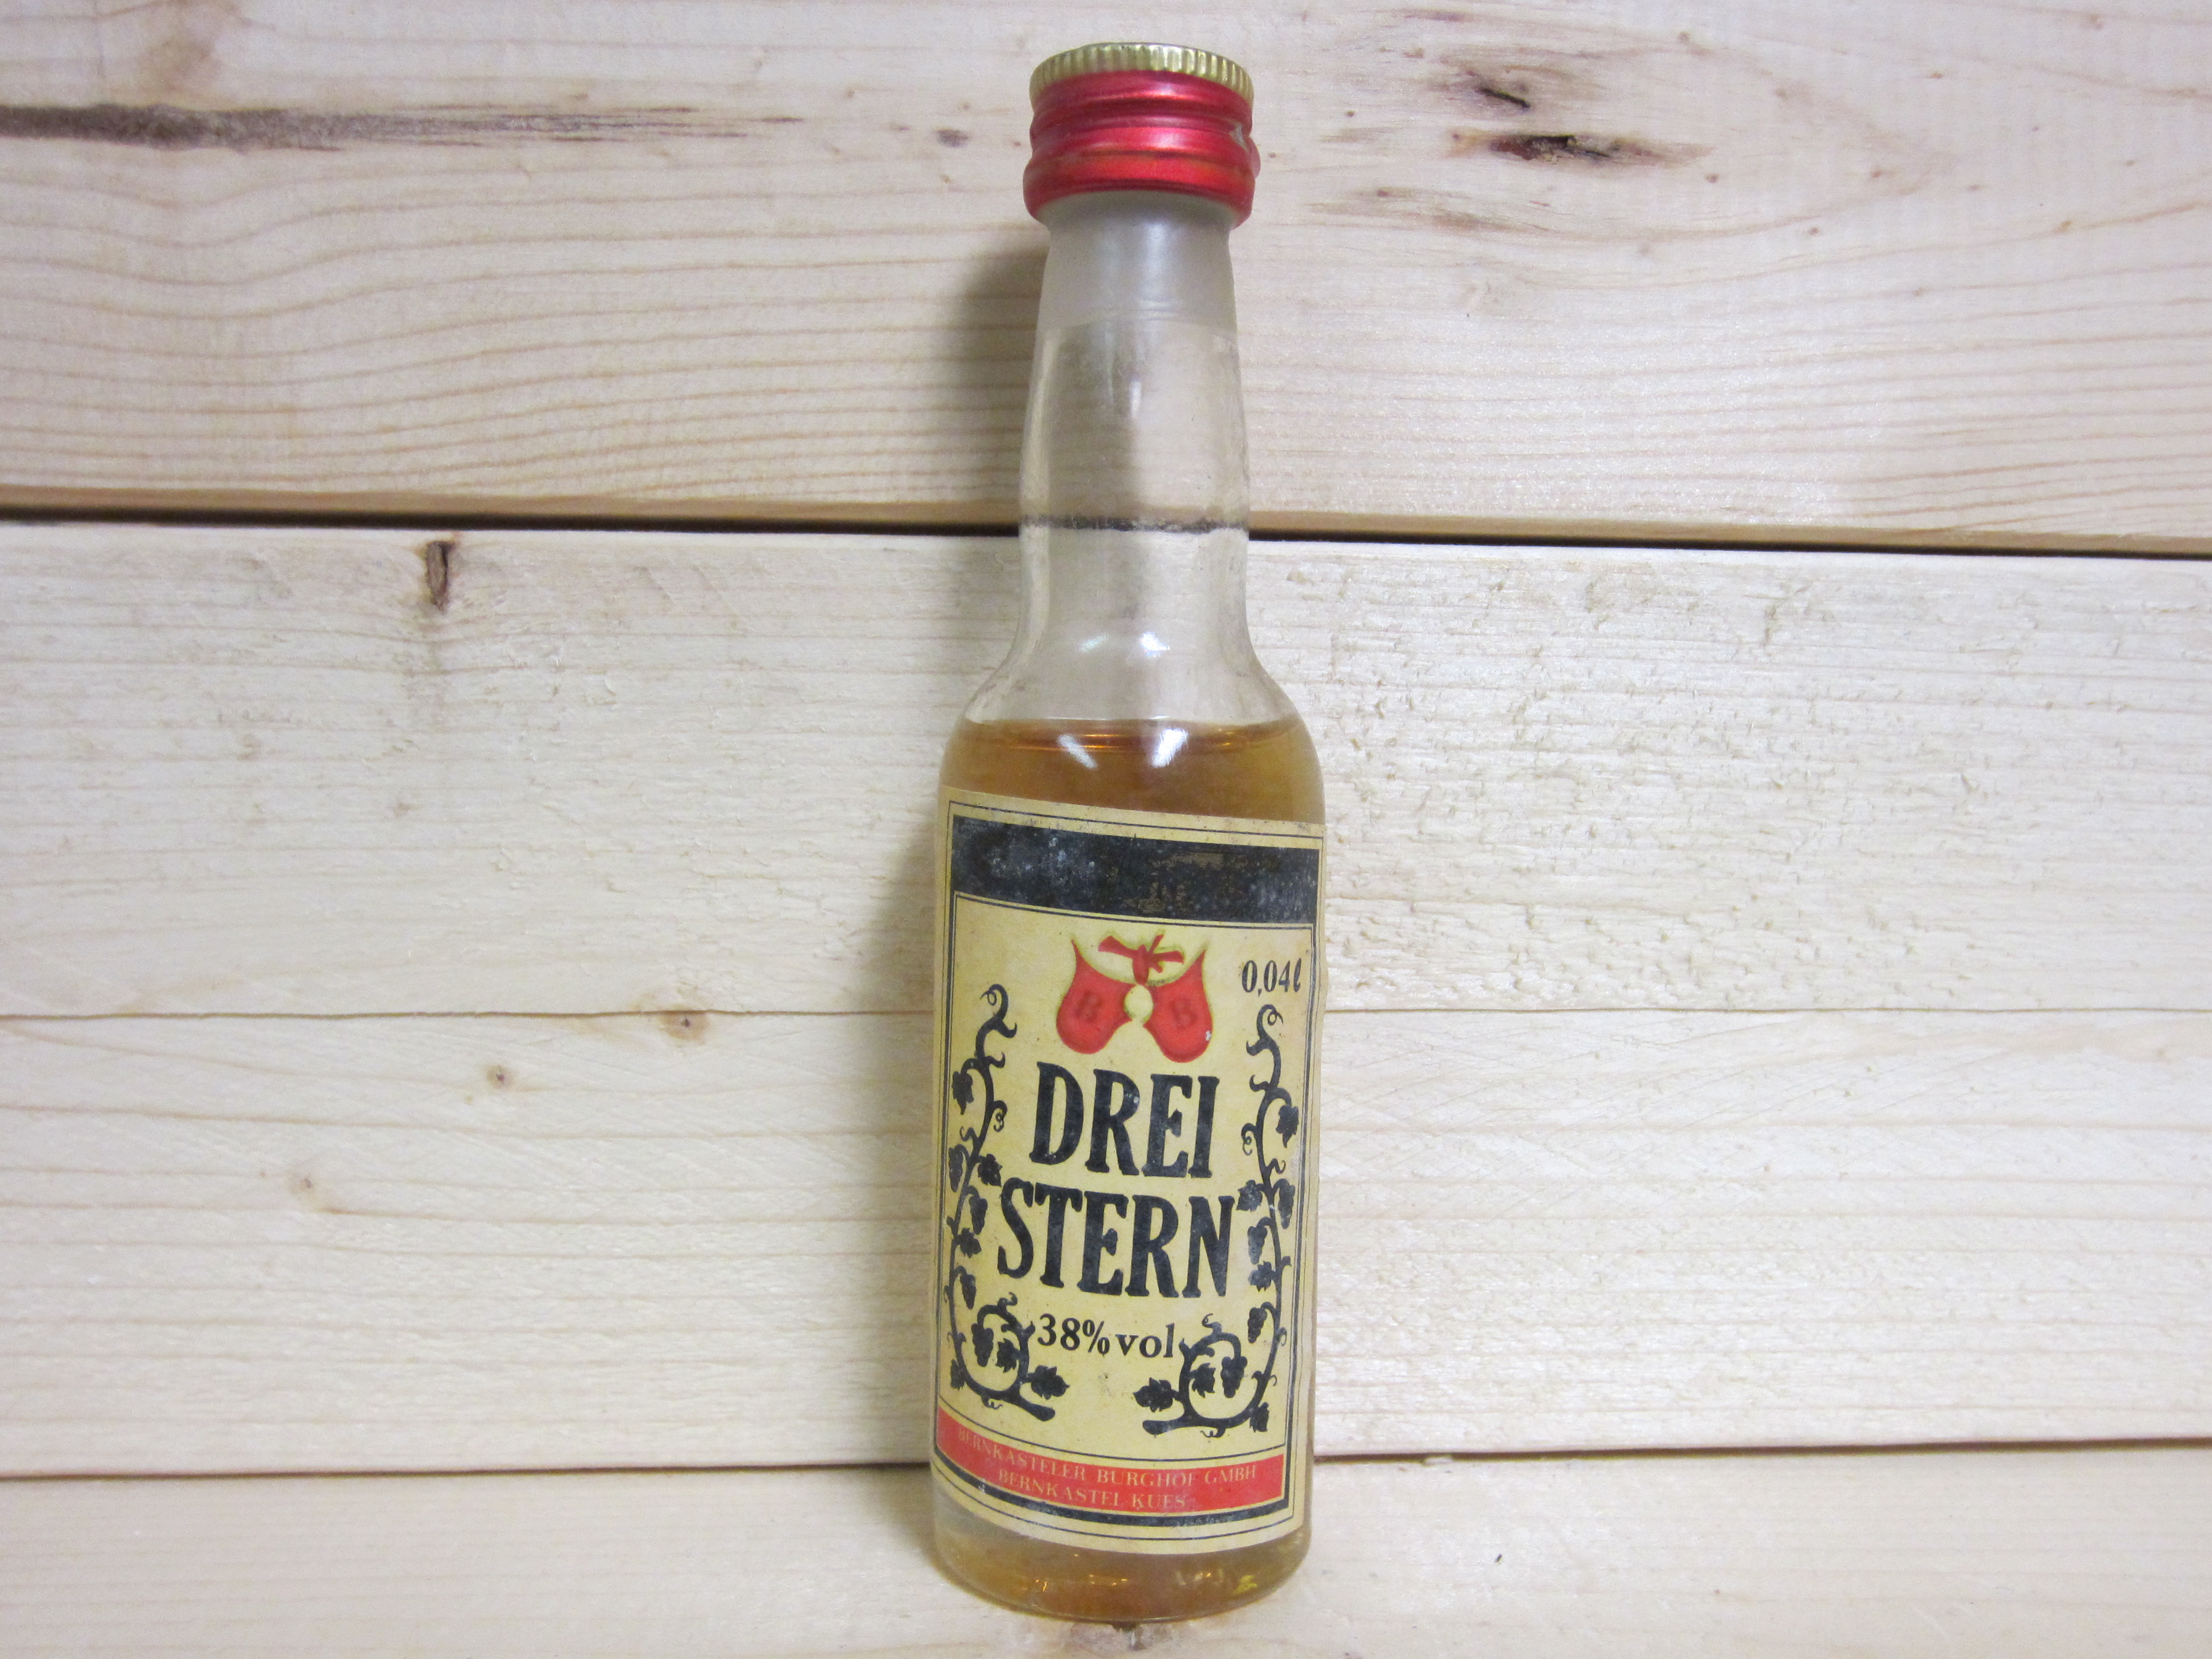 B B
0,04ℓ
DREI
STERN
38% vol
BERNKASTELER BURGHOF GMBH
BERNKASTEL-KUES